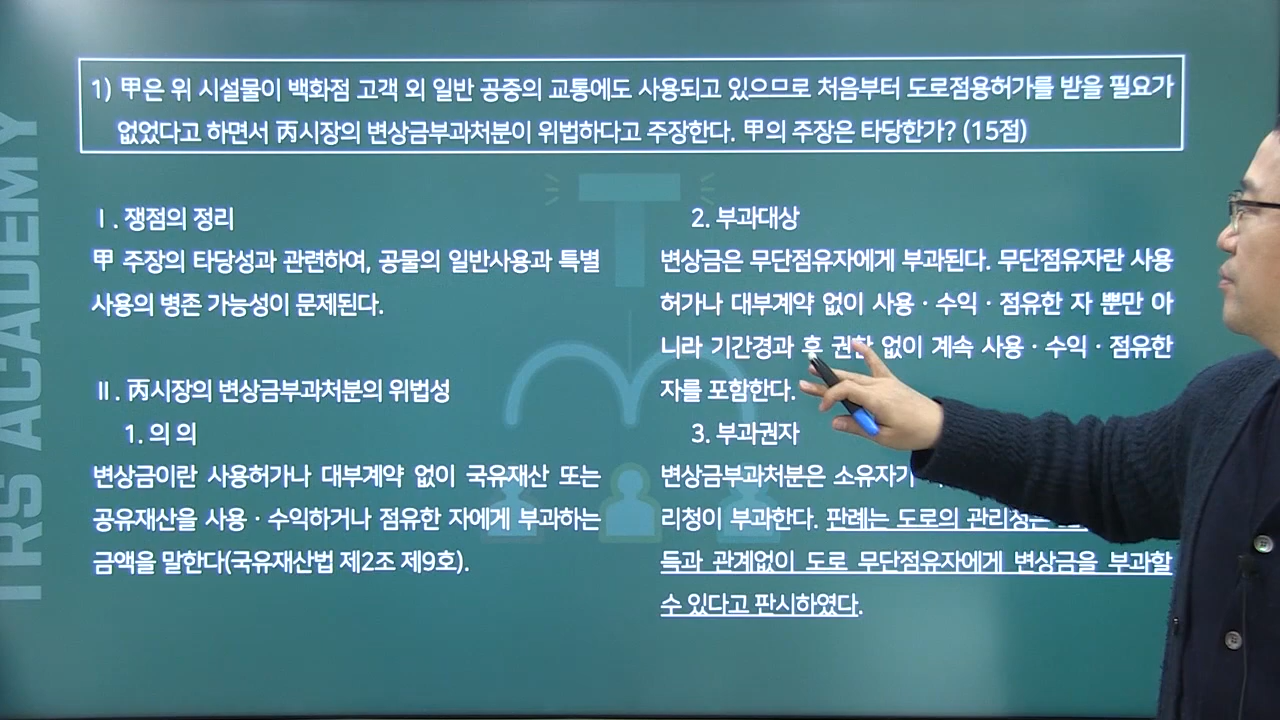 1) 甲은 위 시설물이 백화점 고객 외 일반 공중의 교통에도 사용되고 있으므로 처음부터 도로점용허가를 받을 필요가
없었다고 하면서 丙시장의 변상금부과처분이 위법하다고 주장한다. 甲의 주장은 타당한가? (15점)
Ⅰ. 쟁점의 정리
甲 주장의 타당성과 관련하여, 공물의 일반사용과 특별
사용의 병존 가능성이 문제된다.
Ⅱ. 丙시장의 변상금부과처분의 위법성
1. 의 의
변상금이란 사용허가나 대부계약 없이 국유재산 또는
공유재산을 사용 · 수익하거나 점유한 자에게 부과하는
금액을 말한다(국유재산법 제2조 제9호).
2. 부과대상
변상금은 무단점유자에게 부과된다. 무단점유자란 사용
허가나 대부계약 없이 사용 · 수익 · 점유한 자 뿐만 아
니라 기간경과 후 권한 없이 계속 사용 · 수익 · 점유한
자를 포함한다.
3. 부과권자
변상금부과처분은 소유자가
리청이 부과한다. 판례는 도로의 관리청은
득과 관계없이 도로 무단점유자에게 변상금을 부과할
수 있다고 판시하였다.
TRS ACADEMY